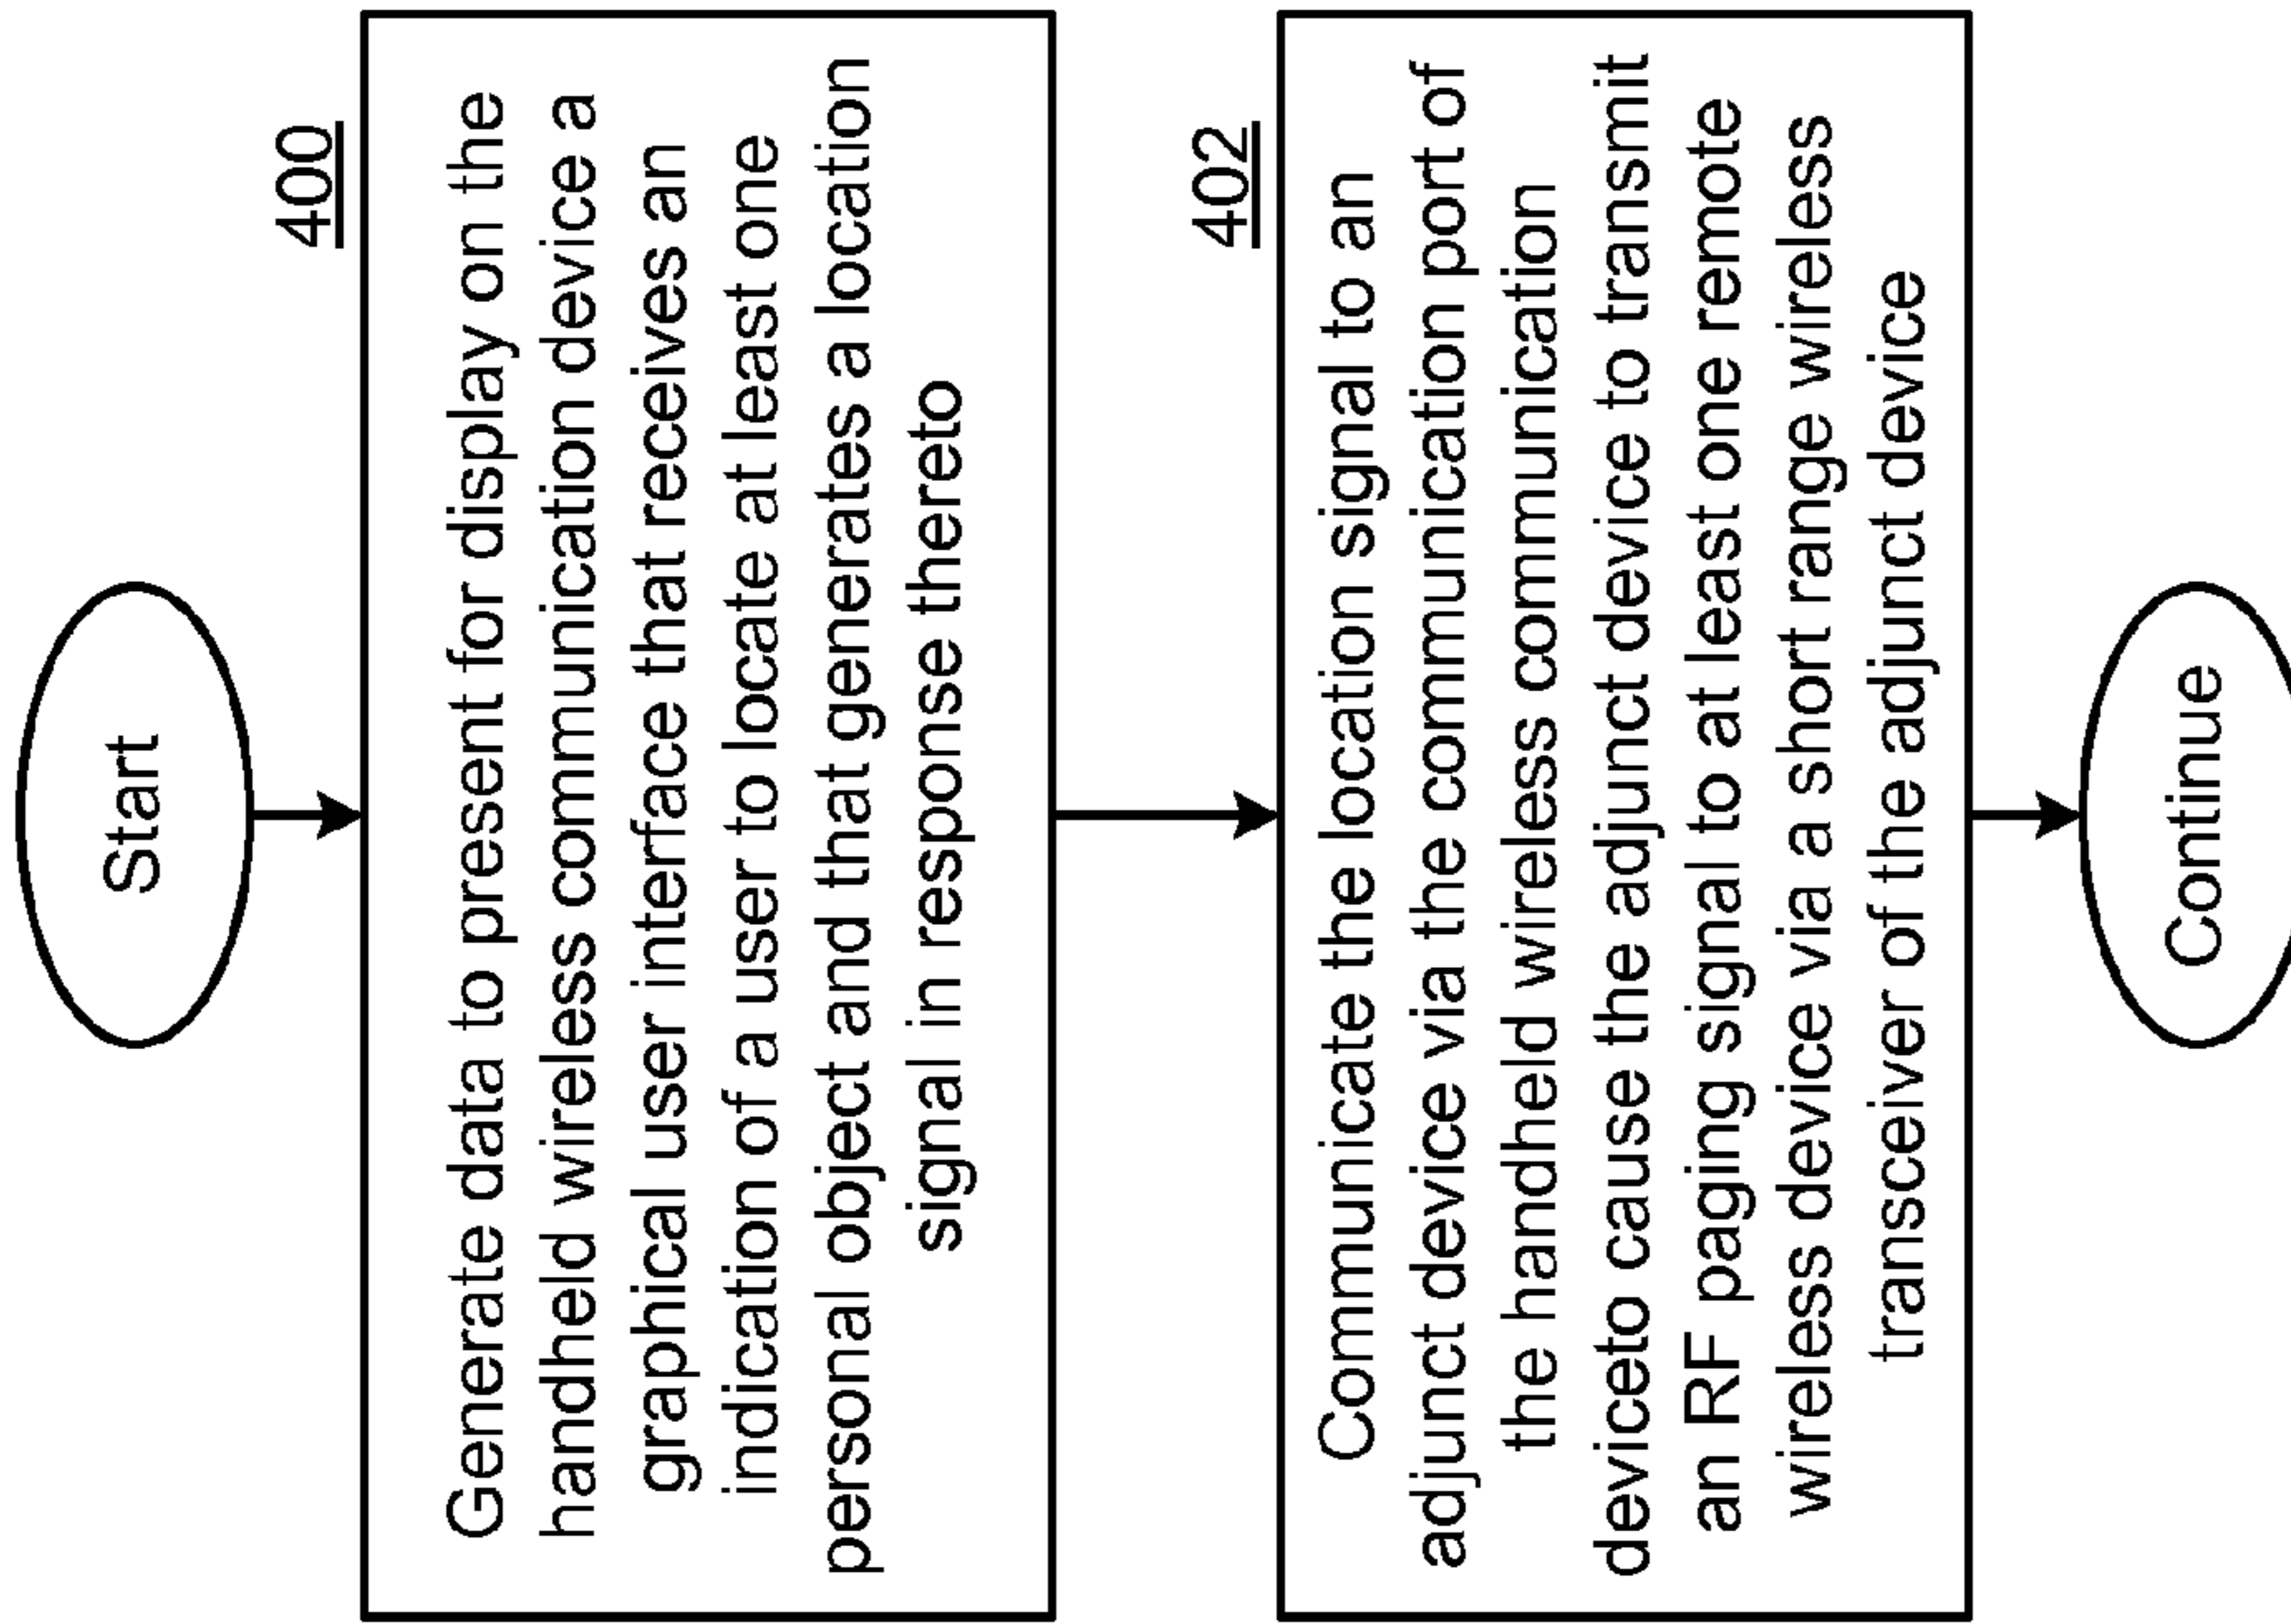 Start
400
Generate data to present for display on the
handheld wireless communication device a
graphical user interface that receives an
indication of a user to locate at least one
personal object and that generates a location
signal in response thereto
402
Communicate the location signal to an
adjunct device via the communication port of
the handheld wireless communication
deviceto cause the adjunct device to transmit
an RF paging signal to at least one remote
wireless device via a short range wireless
transceiver of the adjunct device
Continue